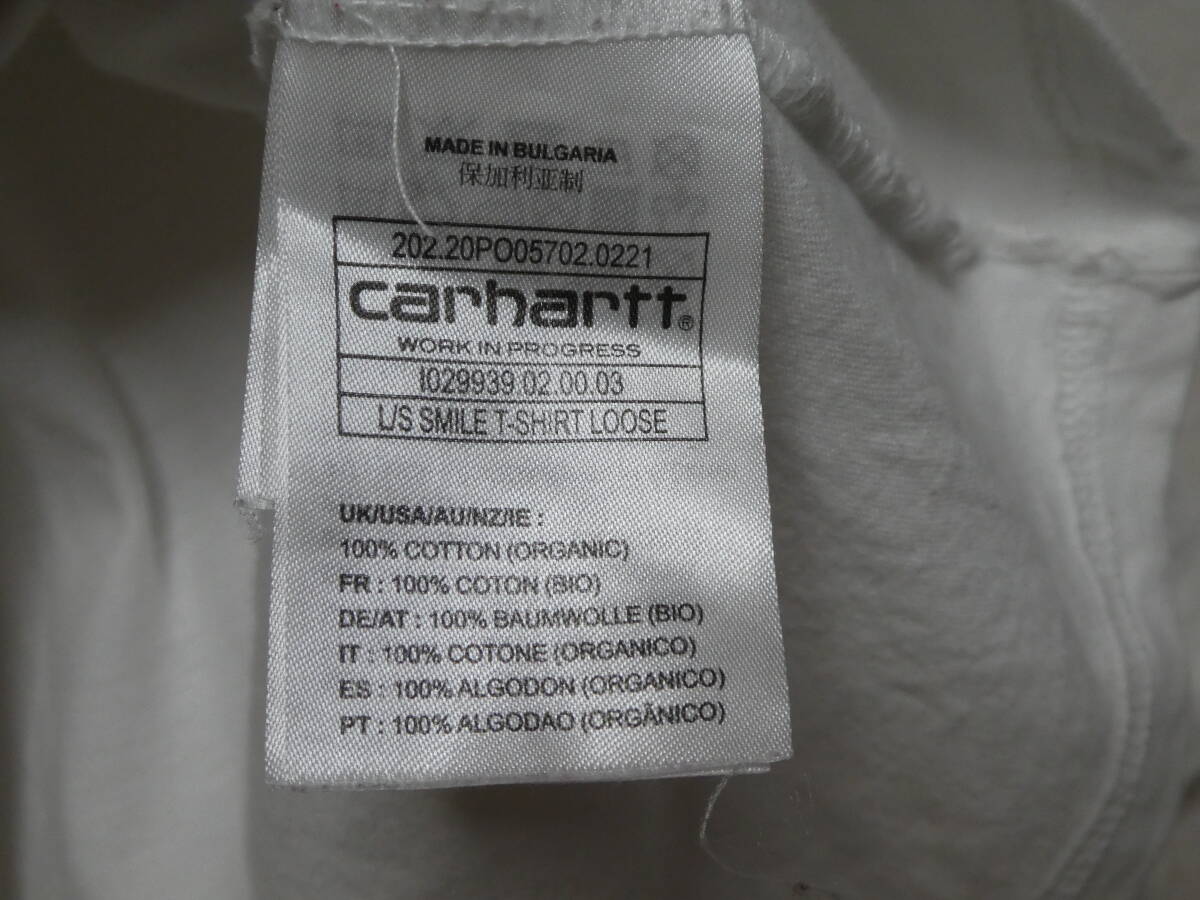 MADE IN BULGARIA
保加利亚制
202.20PO05702.0221
carhartt®
WORK IN PROGRESS
I029939.02.00.03
L/S SMILE T-SHIRT LOOSE
UK/USA/AU/NZ/IE :
100% COTTON (ORGANIC)
FR : 100% COTON (BIO)
DE/AT : 100% BAUMWOLLE (BIO)
IT : 100% COTONE (ORGANICO)
ES : 100% ALGODON (ORGANICO)
PT : 100% ALGODAO (ORGÂNICO)